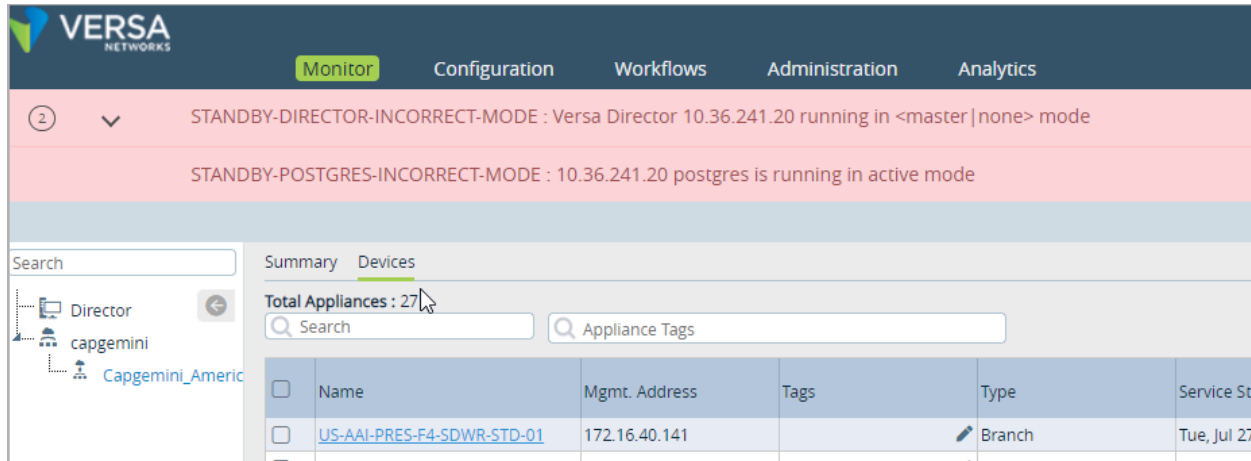 VERSA
NETWORKS
Monitor Configuration Workflows Administration Analytics
2 STANDBY-DIRECTOR-INCORRECT-MODE : Versa Director 10.36.241.20 running in <master|none> mode
STANDBY-POSTGRES-INCORRECT-MODE : 10.36.241.20 postgres is running in active mode
Search
Director
capgemini
Capgemini_Americ
Summary Devices
Total Appliances : 27
Search Appliance Tags
Name Mgmt. Address Tags Type Service St
US-AAI-PRES-F4-SDWR-STD-01 172.16.40.141 Branch Tue, Jul 27